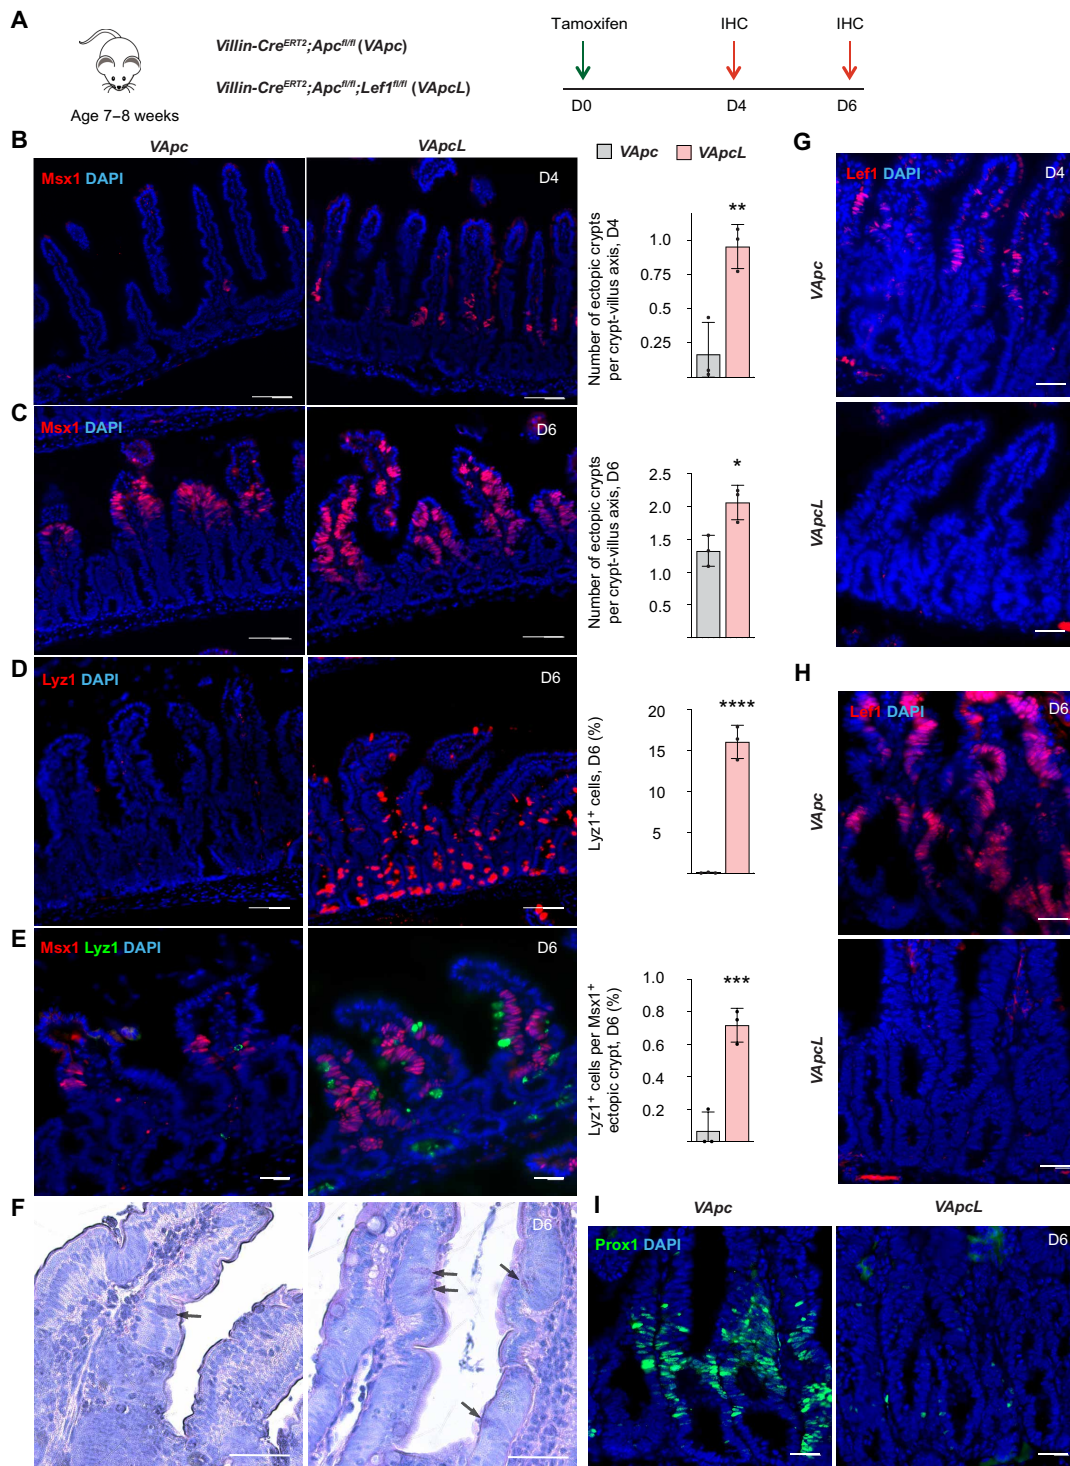 A
Villin-CreERT2;Apcfl/fl (VApc)
Villin-CreERT2;Apcfl/fl;Lef1fl/fl (VApcL)
Age 7–8 weeks
Tamoxifen IHC IHC
D0 D4 D6
B
VApc VApcL
Msx1 DAPI
D4
VApc VApcL
Number of ectopic crypts
per crypt-villus axis, D4
1.0
0.75
0.5
0.25
**
C
Msx1 DAPI
D6
Number of ectopic crypts
per crypt-villus axis, D6
2.5
2.0
1.5
1.0
0.5
*
D
Lyz1 DAPI
D6
Lyz1+ cells, D6 (%)
20
15
10
5
****
E
Msx1 Lyz1 DAPI
D6
Lyz1+ cells per Msx1+
ectopic crypt, D6 (%)
1.0
0.8
0.6
0.4
0.2
***
F
D6
G
Lef1 DAPI
D4
VApc
VApcL
H
Lef1 DAPI
D6
VApc
VApcL
I
VApc VApcL
Prox1 DAPI
D6